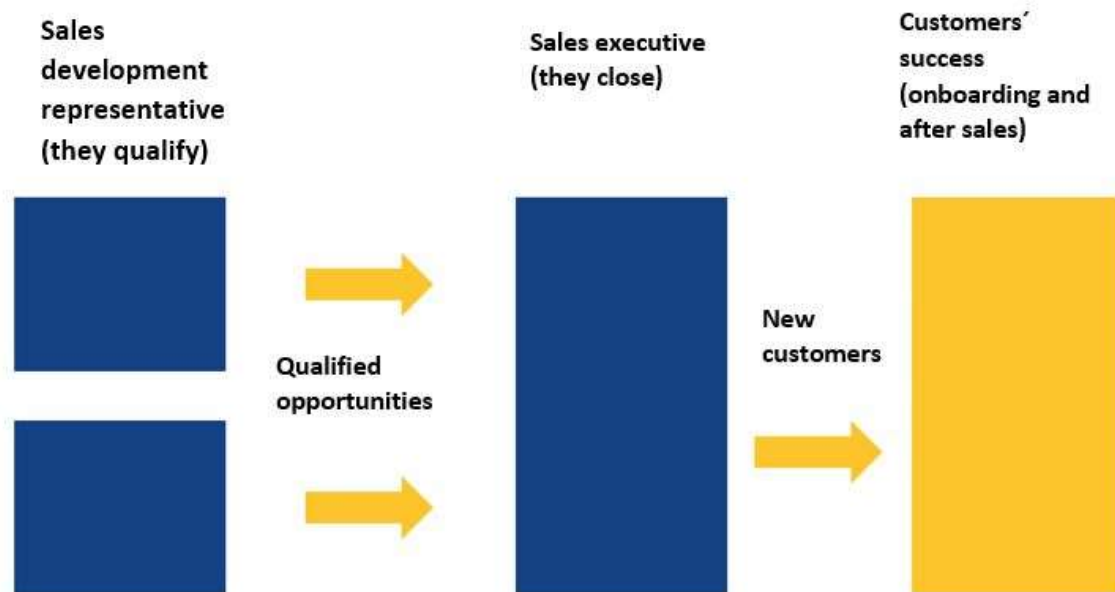 Sales
development
representative
(they qualify)
Sales executive
(they close)
Customers´
success
(onboarding and
after sales)
Qualified
opportunities
New
customers